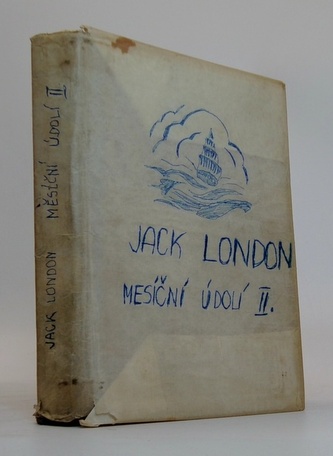 JACK LONDON
MESÍČNÍ ÚDOLÍ II.
JACK LONDON MĚSÍČNÍ ÚDOLÍ II